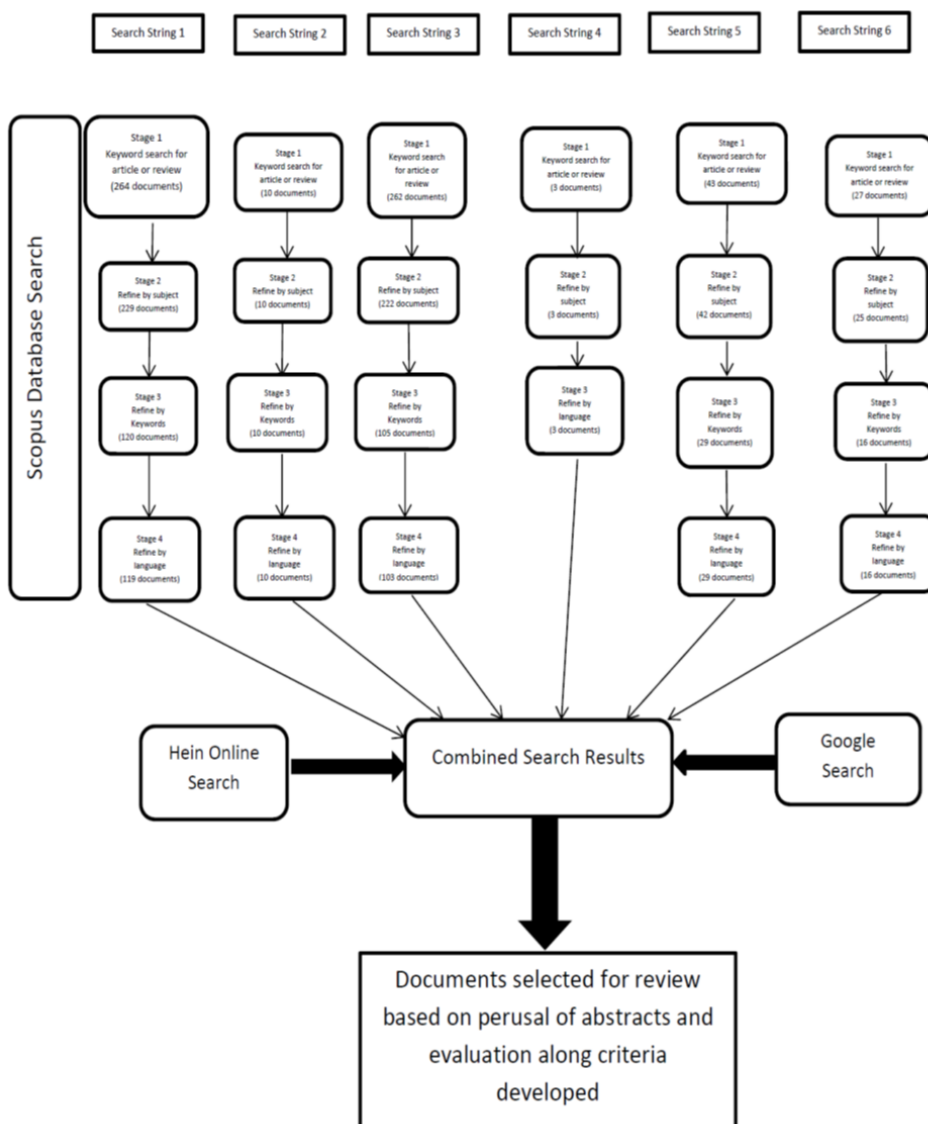 Search String 1
Search String 2
Search String 3
Search String 4
Search String 5
Search String 6
Scopus Database Search
Stage 1
Keyword search for
article or review
(264 documents)
Stage 1
Keyword search for
article or review
(10 documents)
Stage 1
Keyword search
for article or
review
(262 documents)
Stage 1
Keyword search for
article or review
(3 documents)
Stage 1
Keyword search for
article or review
(43 documents)
Stage 1
Keyword search for
article or review
(27 documents)
Stage 2
Refine by subject
(229 documents)
Stage 2
Refine by subject
(10 documents)
Stage 2
Refine by subject
(222 documents)
Stage 2
Refine by
subject
(3 documents)
Stage 2
Refine by
subject
(42 documents)
Stage 2
Refine by
subject
(25 documents)
Stage 3
Refine by
Keywords
(120 documents)
Stage 3
Refine by
Keywords
(10 documents)
Stage 3
Refine by
Keywords
(105 documents)
Stage 3
Refine by
language
(3 documents)
Stage 3
Refine by
Keywords
(29 documents)
Stage 3
Refine by
Keywords
(16 documents)
Stage 4
Refine by
language
(119 documents)
Stage 4
Refine by
language
(10 documents)
Stage 4
Refine by
language
(103 documents)
Stage 4
Refine by
language
(29 documents)
Stage 4
Refine by
language
(16 documents)
Hein Online
Search
Combined Search Results
Google
Search
Documents selected for review
based on perusal of abstracts and
evaluation along criteria
developed